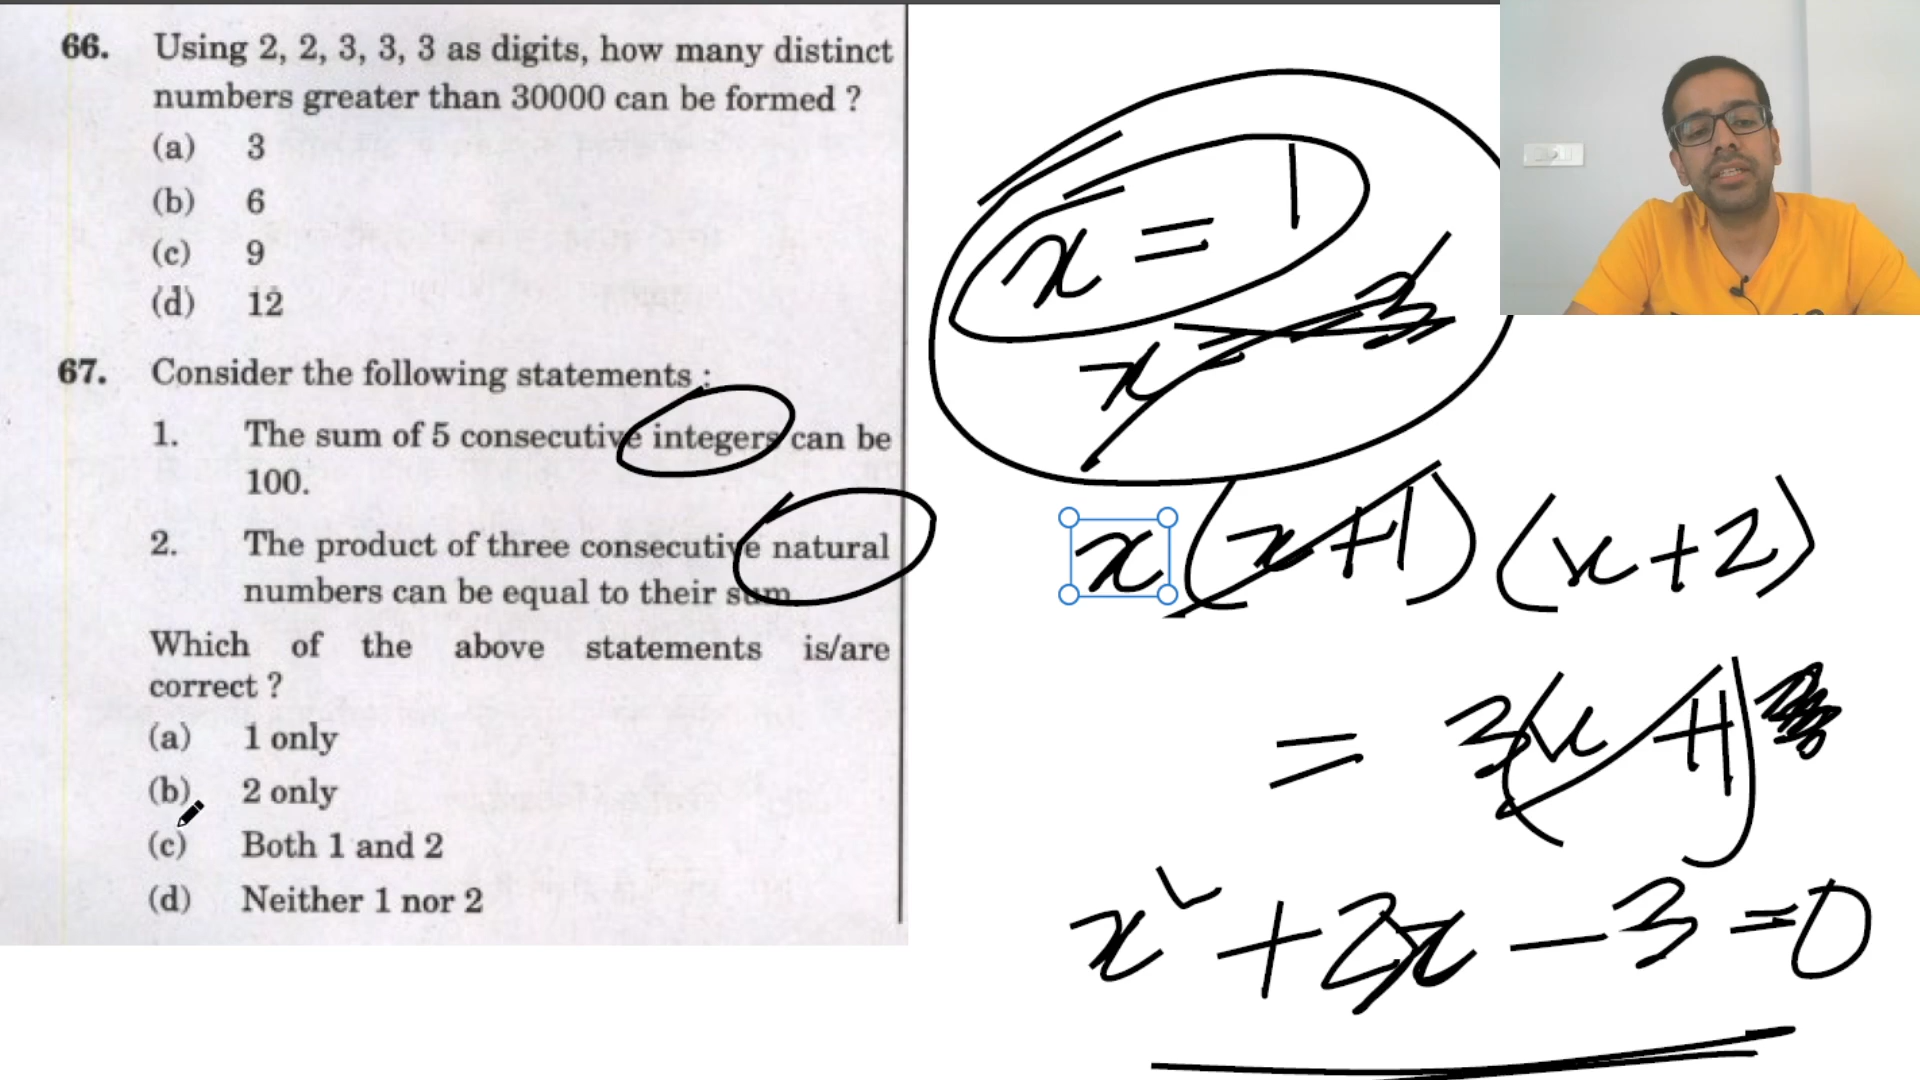 66. Using 2, 2, 3, 3, 3 as digits, how many distinct
numbers greater than 30000 can be formed ?
(a) 3
(b) 6
(c) 9
(d) 12
67. Consider the following statements :
1. The sum of 5 consecutive integers can be
100.
2. The product of three consecutive natural
numbers can be equal to their sum.
Which of the above statements is/are
correct ?
(a) 1 only
(b) 2 only
(c) Both 1 and 2
(d) Neither 1 nor 2
x = 1
x = -3
x(x+1)(x+2)
= 3(x+1)
x²+2x-3=0